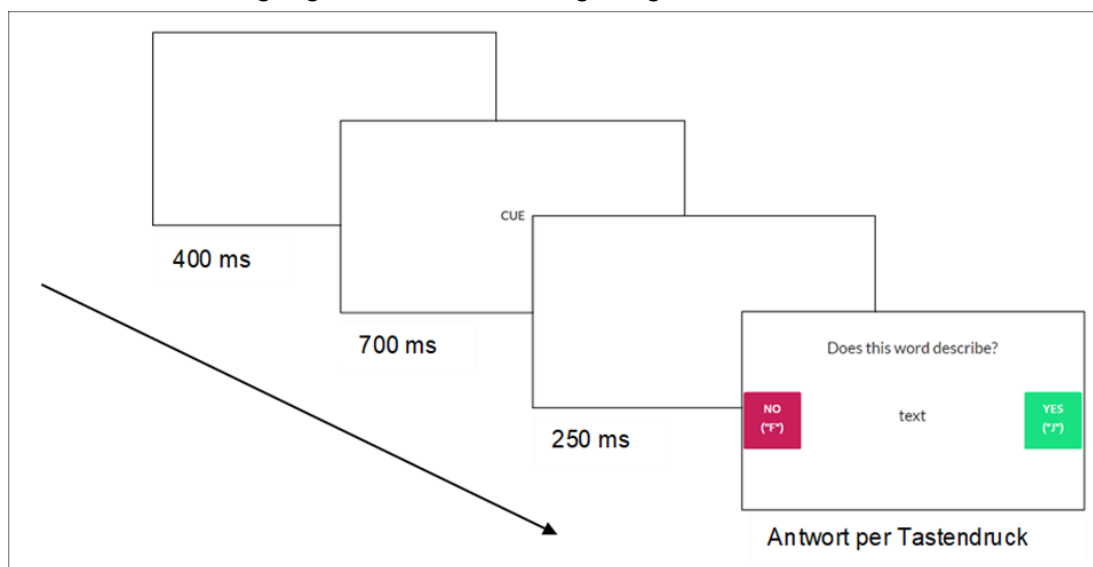 400 ms
CUE
700 ms
250 ms
Does this word describe?
NO
("F")
text
YES
("J")
Antwort per Tastendruck